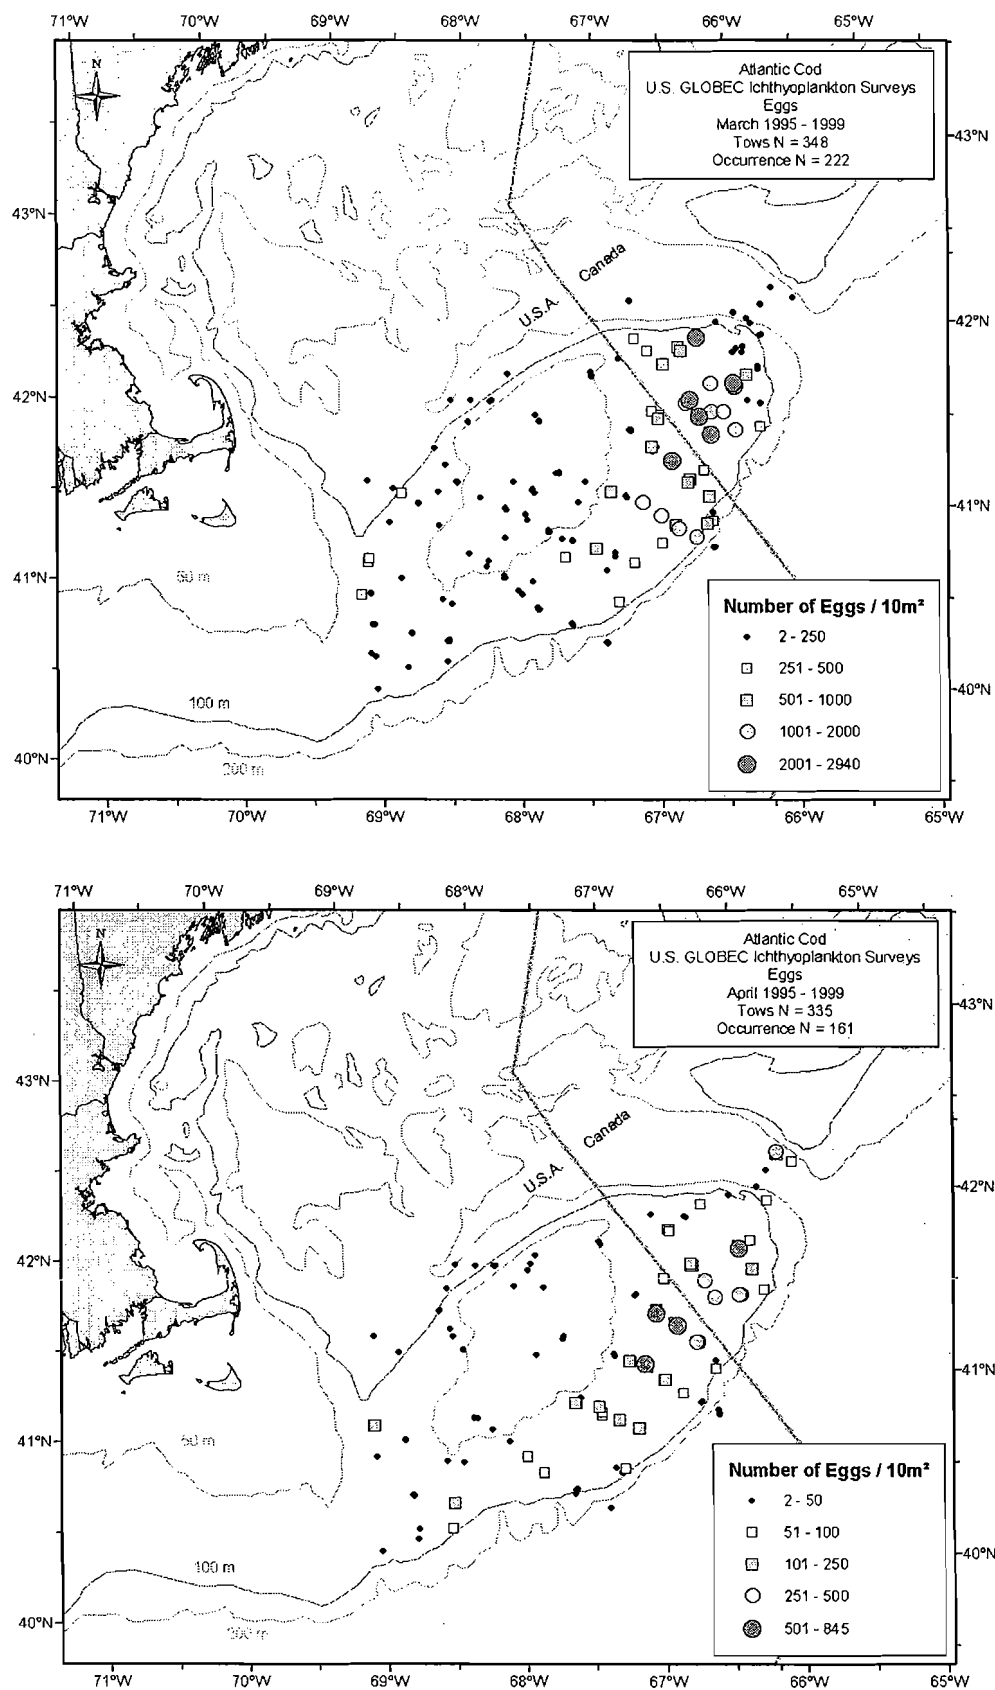 71°W 70°W 69°W 68°W 67°W 66°W 65°W
N
Atlantic Cod
U.S. GLOBEC Ichthyoplankton Surveys
Eggs
March 1995 - 1999
Tows N = 348
Occurrence N = 222
43°N
43°N
Canada
U.S.A.
42°N
42°N
41°N
41°N
60 m
Number of Eggs / 10m²
2 - 250
251 - 500
501 - 1000
1001 - 2000
2001 - 2940
40°N
100 m
40°N
200 m
71°W 70°W 69°W 68°W 67°W 66°W 65°W
71°W 70°W 69°W 68°W 67°W 66°W 65°W
N
Atlantic Cod
U.S. GLOBEC Ichthyoplankton Surveys
Eggs
April 1995 - 1999
Tows N = 335
Occurrence N = 161
43°N
43°N
Canada
U.S.A.
42°N
42°N
41°N
41°N
60 m
Number of Eggs / 10m²
2 - 50
51 - 100
101 - 250
251 - 500
501 - 845
40°N
100 m
40°N
200 m
71°W 70°W 69°W 68°W 67°W 66°W 65°W